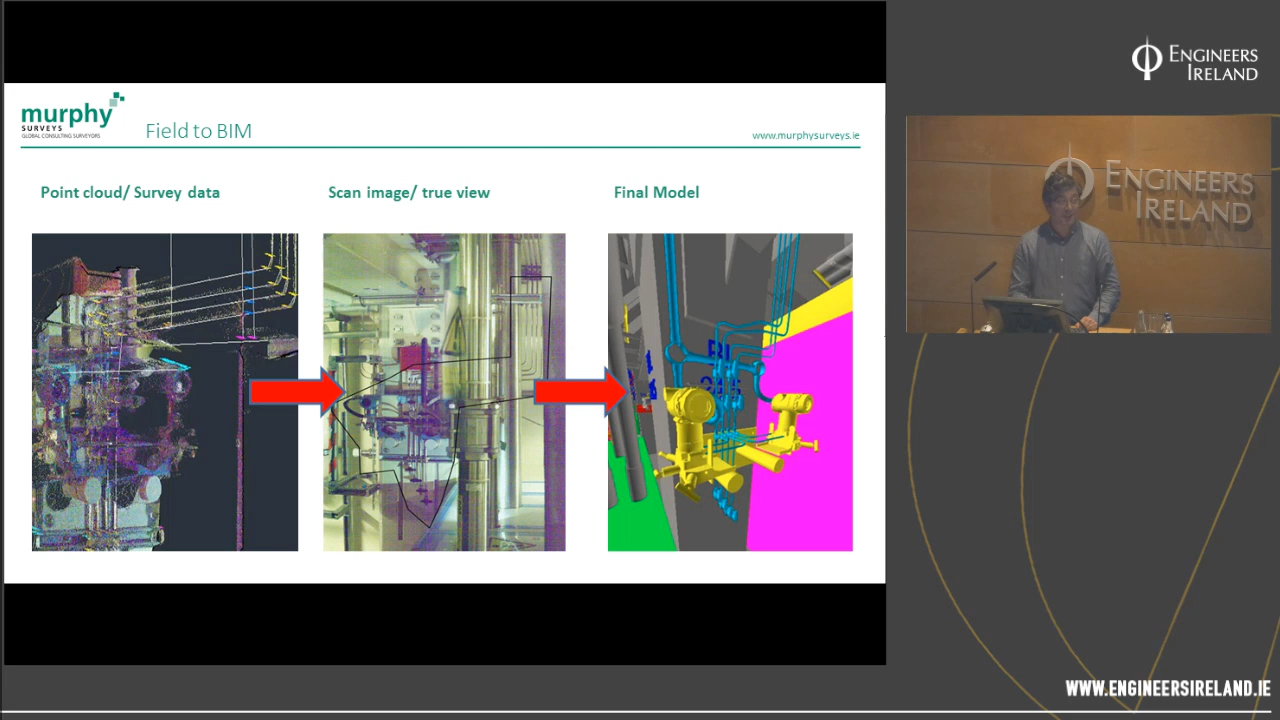 murphy
SURVEYS
GLOBAL CONSULTING SURVEYORS
Field to BIM
www.murphysurveys.ie
Point cloud/ Survey data
Scan image/ true view
Final Model
ENGINEERS
IRELAND
ENGINEERS
IRELAND
WWW.ENGINEERSIRELAND.IE